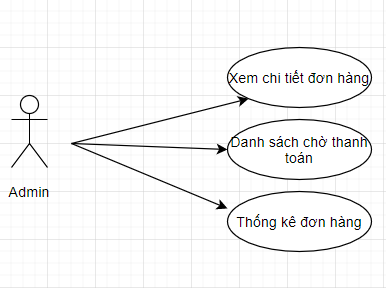 Xem chi tiết đơn hàng
Danh sách chờ thanh
toán
Thống kê đơn hàng
Admin